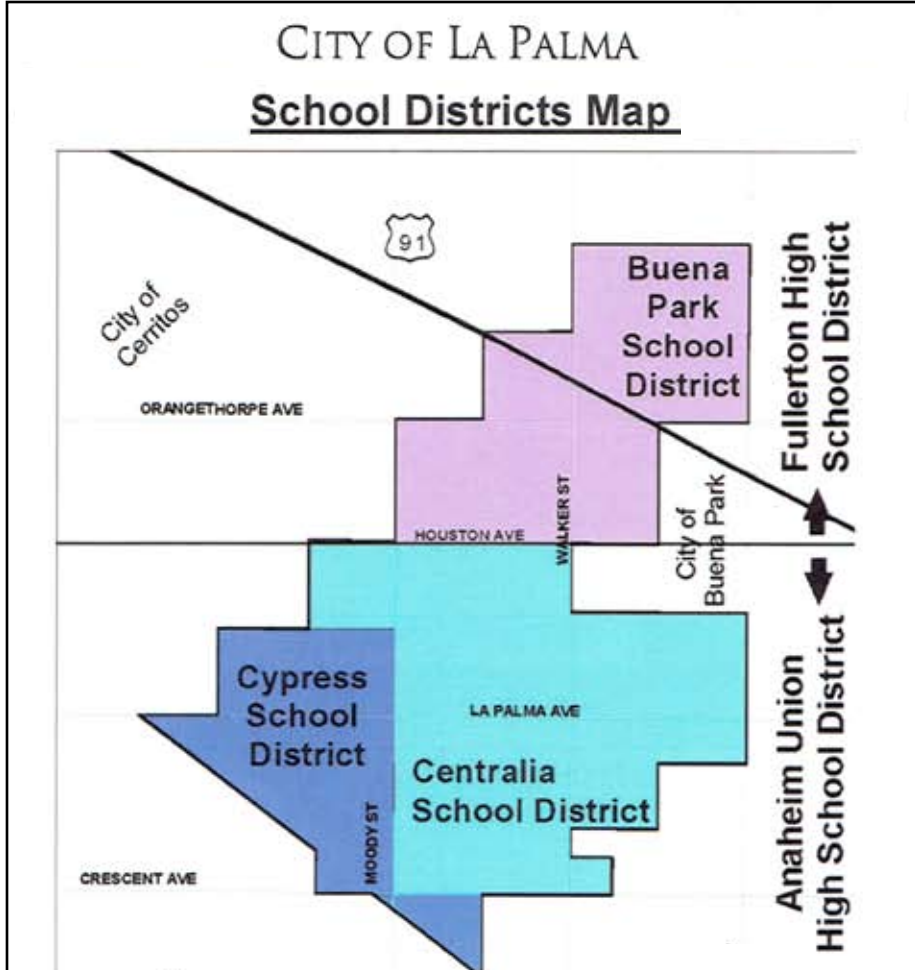 CITY OF LA PALMA
School Districts Map
91
Buena
Park
School
District
Fullerton High
School District
City of
Cerritos
ORANGETHORPE AVE
WALKER ST
HOUSTON AVE
City of
Buena Park
Cypress
School
District
LA PALMA AVE
Centralia
School District
MOODY ST
CRESCENT AVE
Anaheim Union
High School District